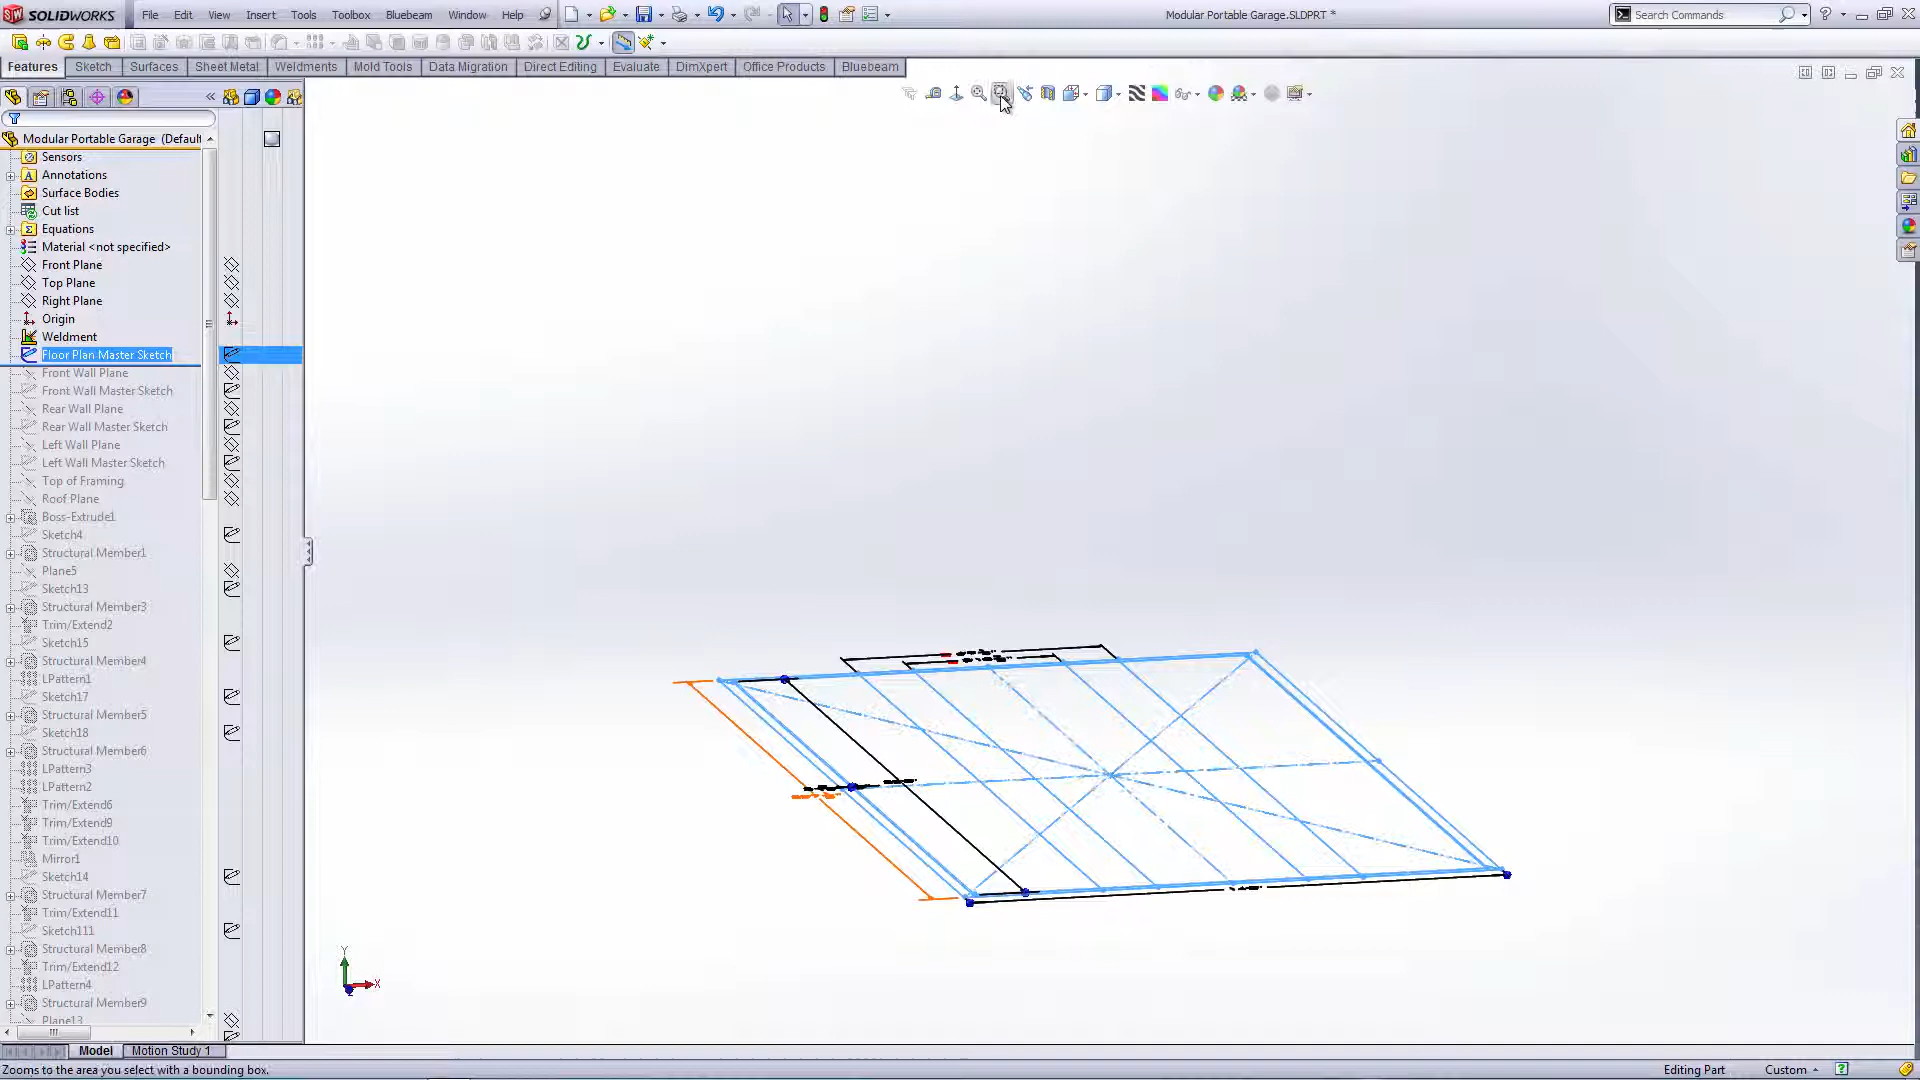 SOLIDWORKS File Edit View Insert Tools Toolbox Bluebeam Window Help Modular Portable Garage.SLDPRT * Search Commands
Features Sketch Surfaces Sheet Metal Weldments Mold Tools Data Migration Direct Editing Evaluate DimXpert Office Products Bluebeam
Modular Portable Garage (Default
Sensors
Annotations
Surface Bodies
Cut list
Equations
Material <not specified>
Front Plane
Top Plane
Right Plane
Origin
Weldment
Floor Plan Master Sketch
Front Wall Plane
Front Wall Master Sketch
Rear Wall Plane
Rear Wall Master Sketch
Left Wall Plane
Left Wall Master Sketch
Top of Framing
Roof Plane
Boss-Extrude1
Sketch4
Structural Member1
Plane5
Sketch13
Structural Member3
Trim/Extend2
Sketch15
Structural Member4
LPattern1
Sketch17
Structural Member5
Sketch18
Structural Member6
LPattern3
LPattern2
Trim/Extend6
Trim/Extend9
Trim/Extend10
Mirror1
Sketch14
Structural Member7
Trim/Extend11
Sketch111
Structural Member8
Trim/Extend12
LPattern4
Structural Member9
Plane13
Y
X
Z
Model Motion Study 1
Zooms to the area you select with a bounding box. Editing Part Custom